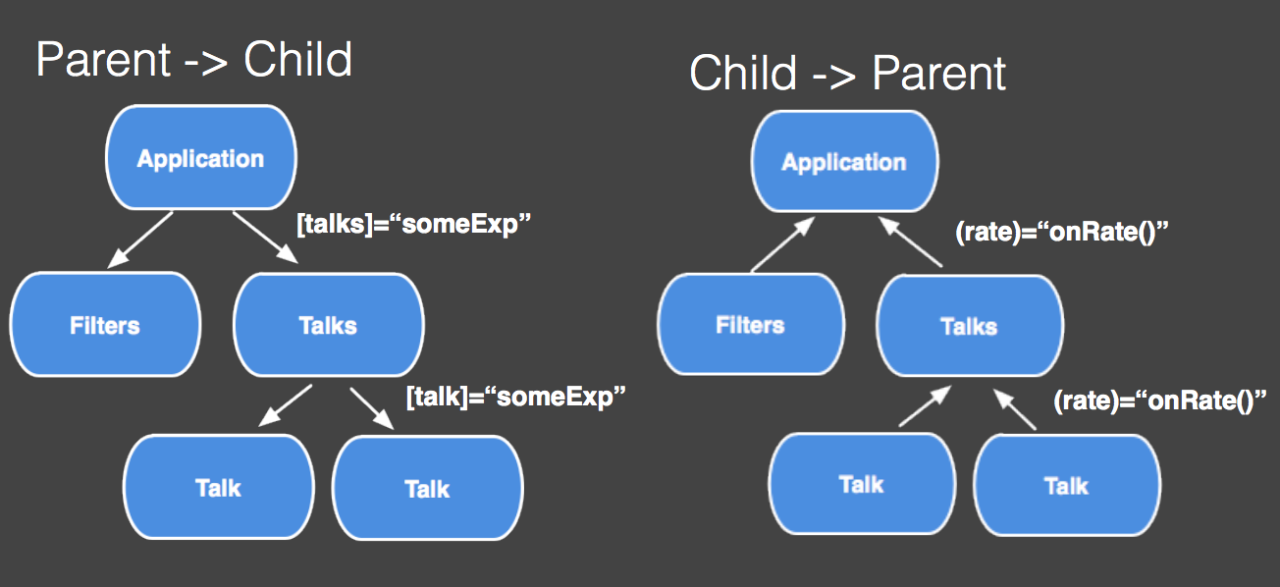 Parent -> Child
Application
[talks]=“someExp”
Filters
Talks
[talk]=“someExp”
Talk
Talk
Child -> Parent
Application
(rate)=“onRate()”
Filters
Talks
(rate)=“onRate()”
Talk
Talk